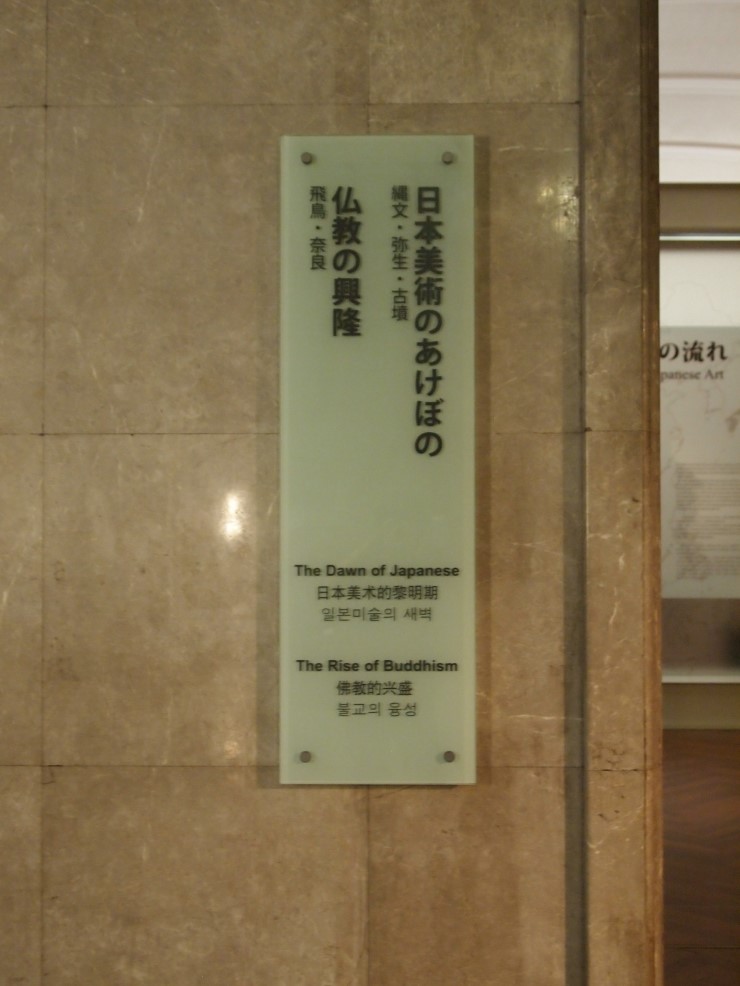 日本美術のあけぼの
縄文・弥生・古墳
仏教の興隆
飛鳥・奈良
The Dawn of Japanese
日本美术的黎明期
일본미술의 새벽
The Rise of Buddhism
佛教的兴盛
불교의 융성
の流れ
panese Art